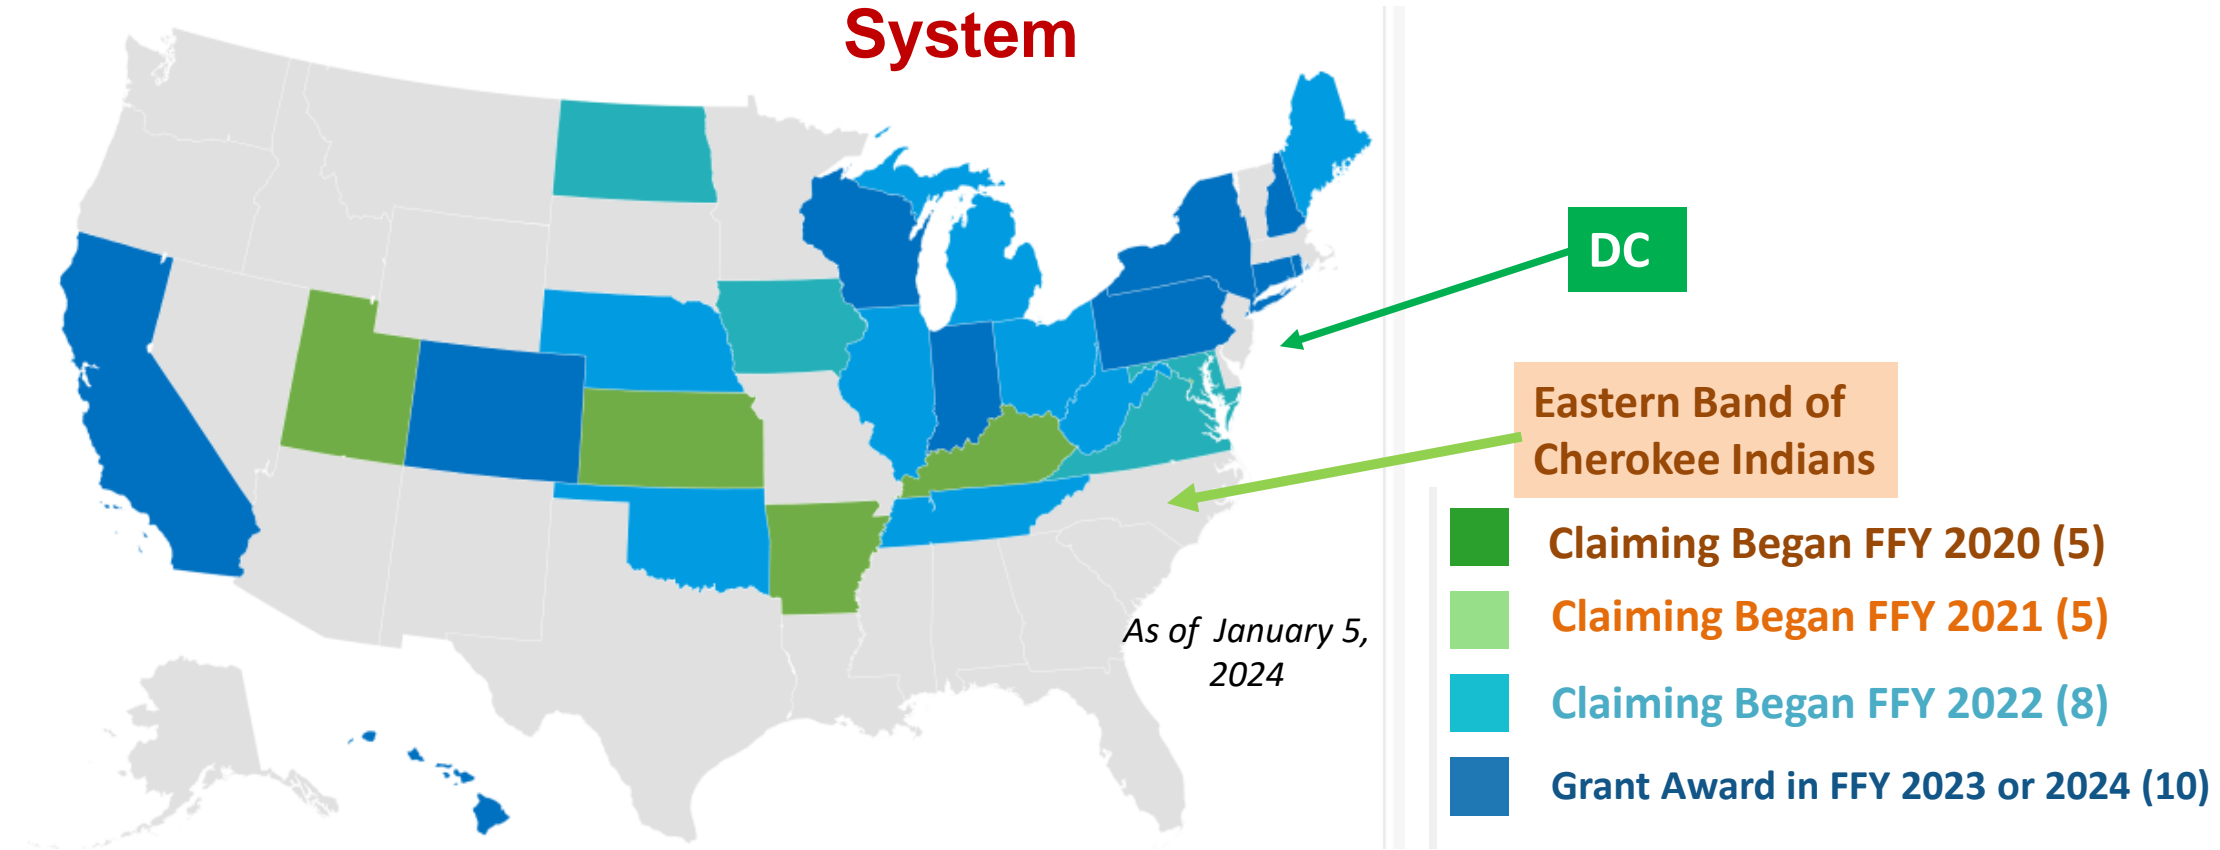 System
DC
Eastern Band of
Cherokee Indians
Claiming Began FFY 2020 (5)
Claiming Began FFY 2021 (5)
As of January 5,
2024
Claiming Began FFY 2022 (8)
Grant Award in FFY 2023 or 2024 (10)